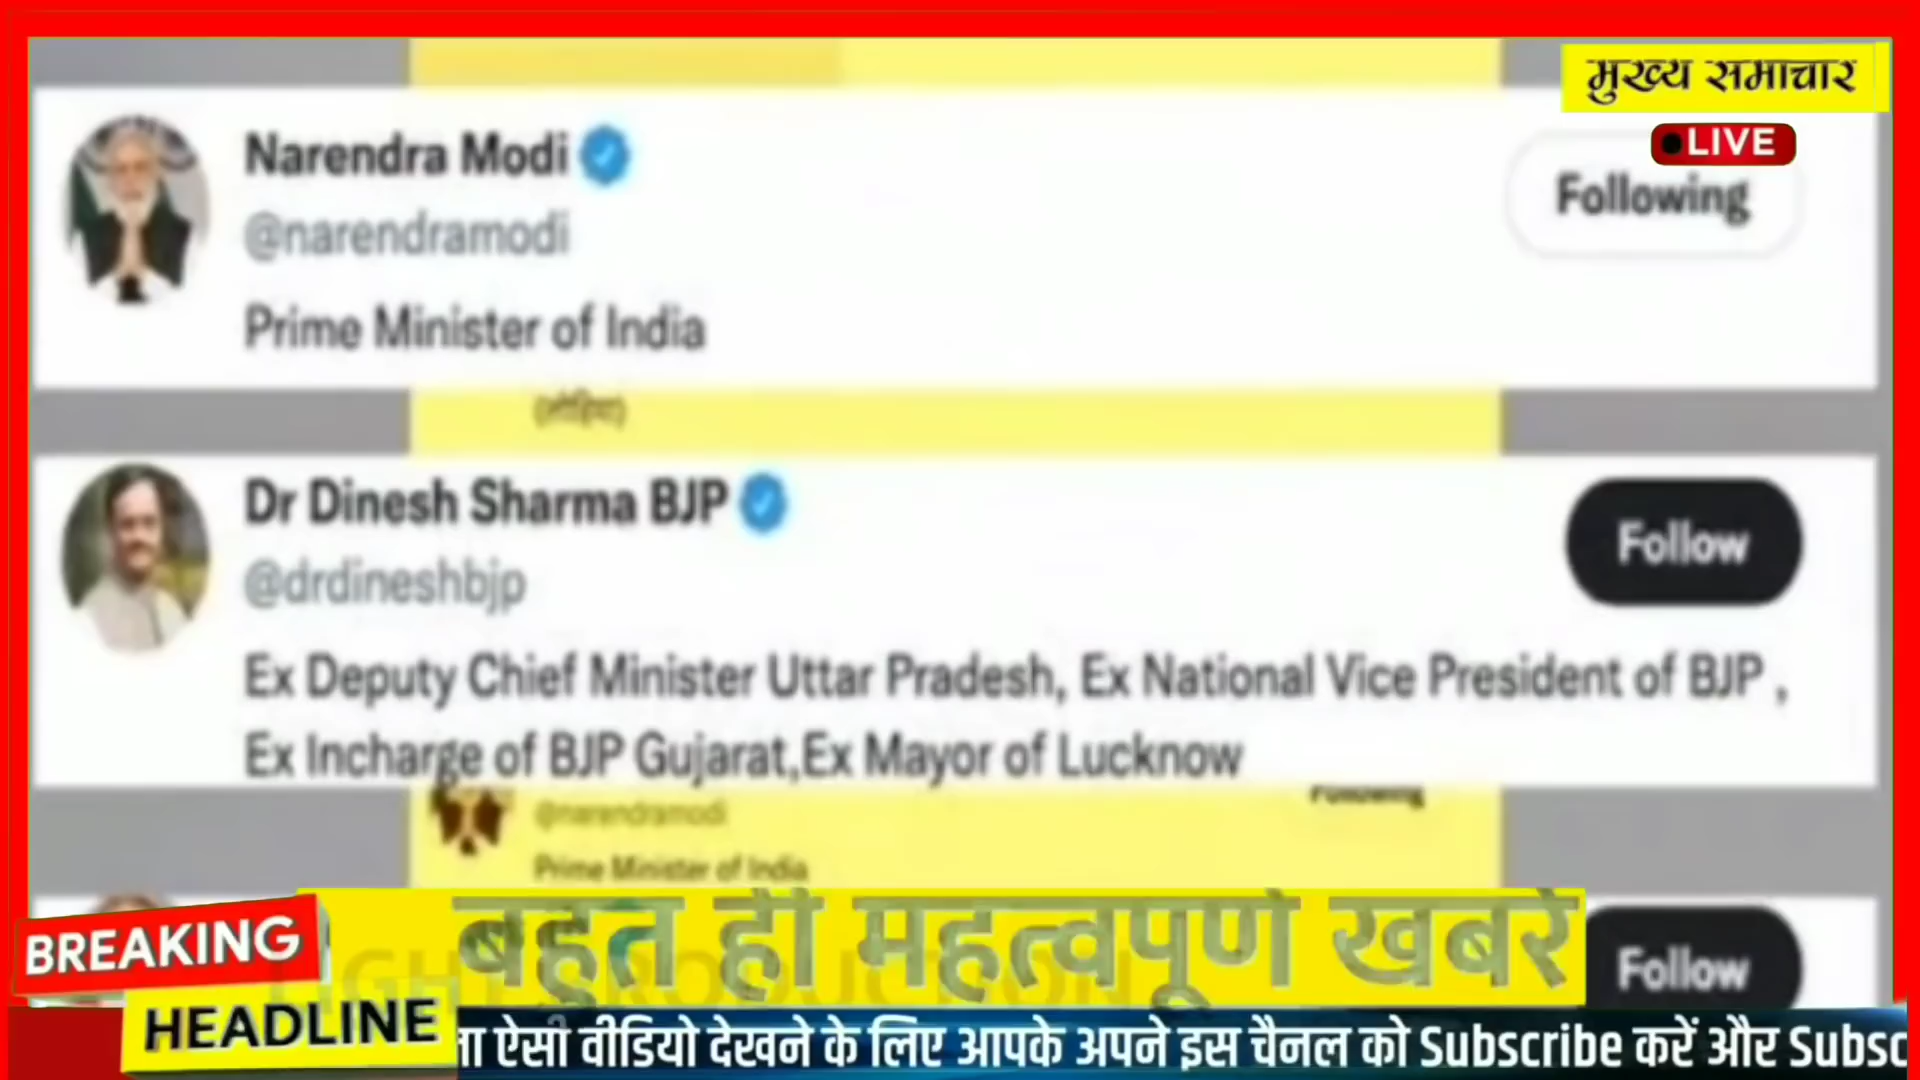 मुख्य समाचार
LIVE
Narendra Modi
@narendramodi
Following
Prime Minister of India
(लोहिया)
Dr Dinesh Sharma BJP
@drdineshbjp
Follow
Ex Deputy Chief Minister Uttar Pradesh, Ex National Vice President of BJP ,
Ex Incharge of BJP Gujarat,Ex Mayor of Lucknow
@narendramodi
Following
Prime Minister of India
BREAKING
HEADLINE
बहुत ही महत्वपूर्ण खबरें
Follow
ऐसी वीडियो देखने के लिए आपके अपने इस चैनल को Subscribe करें और Subsc